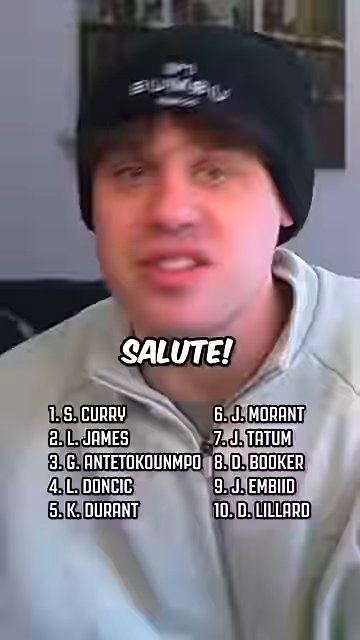 SALUTE!
1. S. CURRY
2. L. JAMES
3. G. ANTETOKOUNMPO
4. L. DONCIC
5. K. DURANT
6. J. MORANT
7. J. TATUM
8. D. BOOKER
9. J. EMBIID
10. D. LILLARD